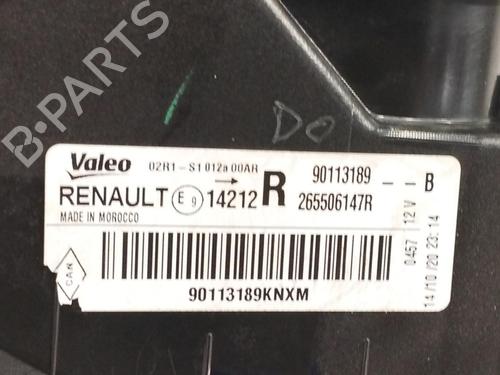 B-PARTS
DO
Valeo 02R1-S1 012a 00AR 90113189 - - B
RENAULT E9 14212 R 265506147R
MADE IN MOROCCO
CAN
90113189KNXM
0457 12 V
14/10/20 23:14